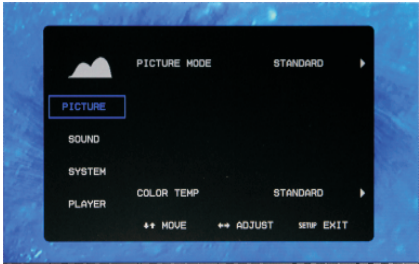 PICTURE MODE STANDARD
PICTURE
SOUND
SYSTEM
PLAYER
COLOR TEMP STANDARD
MOVE ADJUST SETUP EXIT